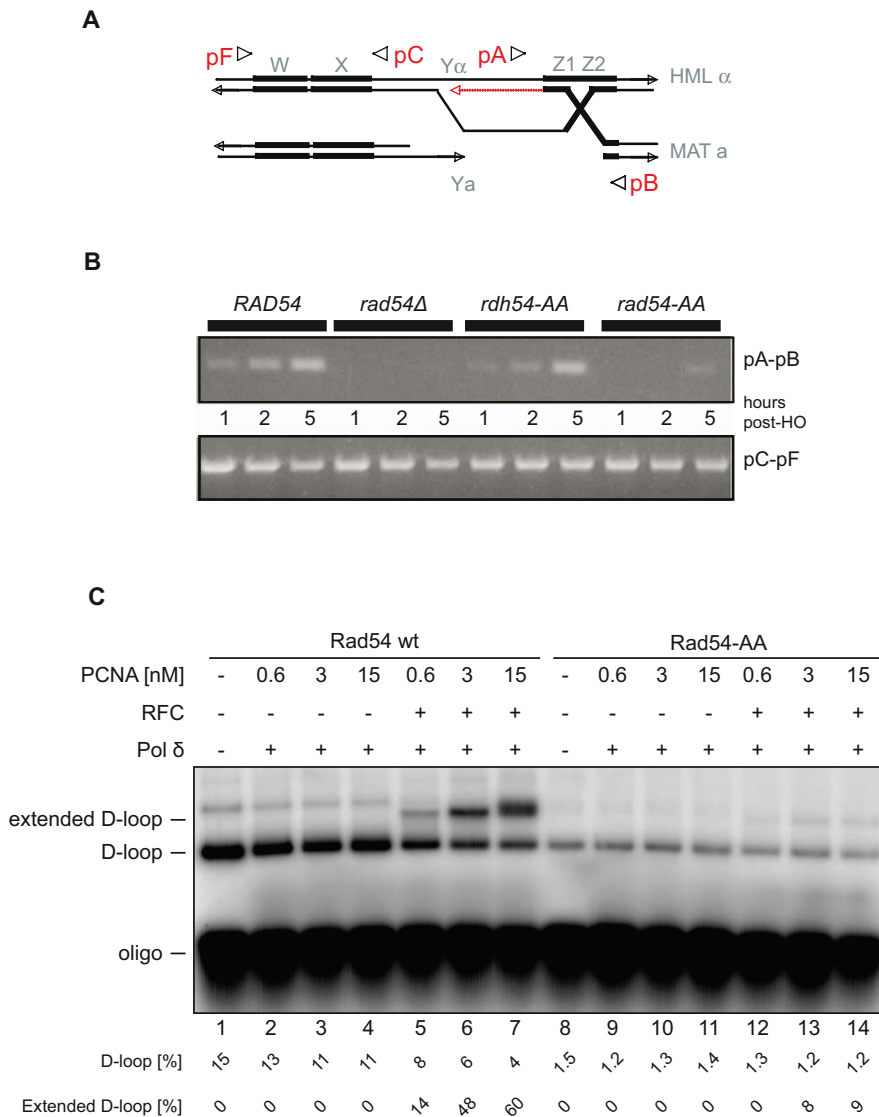 A
pF W X pC Yα pA Z1 Z2 HML α
MAT a
Ya pB
B
RAD54 rad54Δ rdh54-AA rad54-AA
pA-pB
1 2 5 1 2 5 1 2 5 1 2 5 hours post-HO
pC-pF
C
Rad54 wt Rad54-AA
PCNA [nM] - 0.6 3 15 0.6 3 15 - 0.6 3 15 0.6 3 15
RFC - - - - + + + - - - - + + +
Pol δ - + + + + + + - + + + + + +
extended D-loop
D-loop
oligo
1 2 3 4 5 6 7 8 9 10 11 12 13 14
D-loop [%] 15 13 11 11 8 6 4 1.5 1.2 1.3 1.4 1.3 1.2 1.2
Extended D-loop [%] 0 0 0 0 14 48 60 0 0 0 0 0 8 9